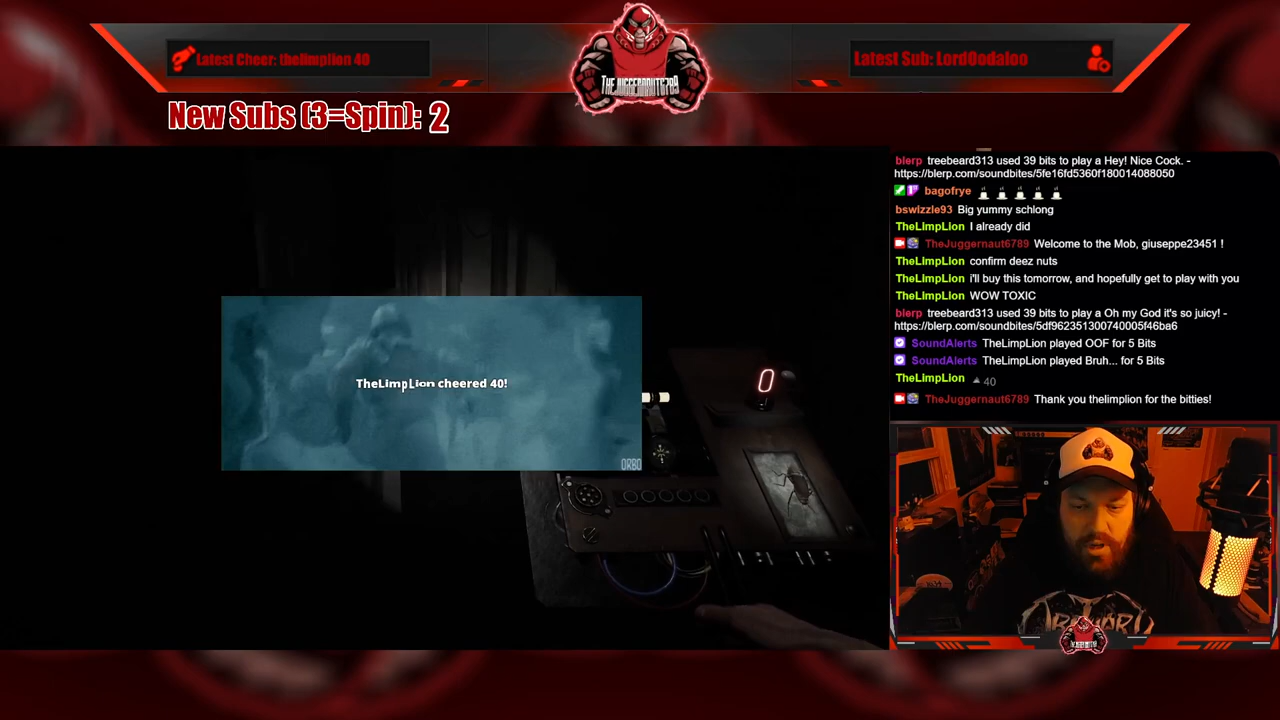 Latest Cheer: thelimplion 40
THEJUGGERNAUT6789
Latest Sub: LordOodaloo
New Subs (3=Spin): 2
blerp treebeard313 used 39 bits to play a Hey! Nice Cock. -
https://blerp.com/soundbites/5fe16fd5360f180014088050
bagofrye
bswizzle93 Big yummy schlong
TheLImpLIon I already did
TheJuggernaut6789 Welcome to the Mob, giuseppe23451 !
TheLImpLIon confirm deez nuts
TheLImpLIon i'll buy this tomorrow, and hopefully get to play with you
TheLImpLIon WOW TOXIC
blerp treebeard313 used 39 bits to play a Oh my God it's so juicy! -
https://blerp.com/soundbites/5df962351300740005f46ba6
SoundAlerts TheLImpLIon played OOF for 5 Bits
SoundAlerts TheLImpLIon played Bruh... for 5 Bits
TheLImpLIon 40
TheJuggernaut6789 Thank you thelimplion for the bitties!
TheLImpLIon cheered 40!
ORBO
0